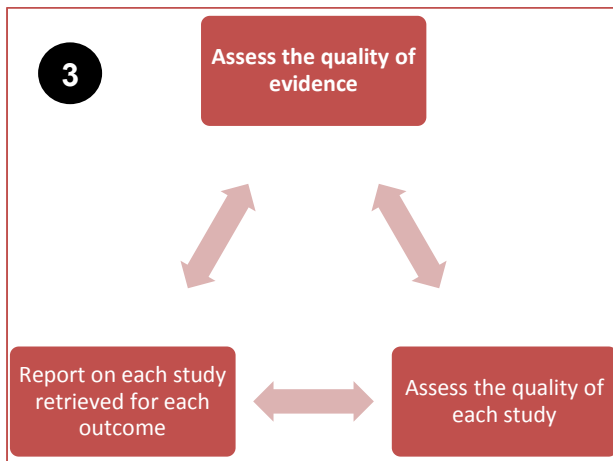 3
Assess the quality of
evidence
Report on each study
retrieved for each
outcome
Assess the quality of
each study